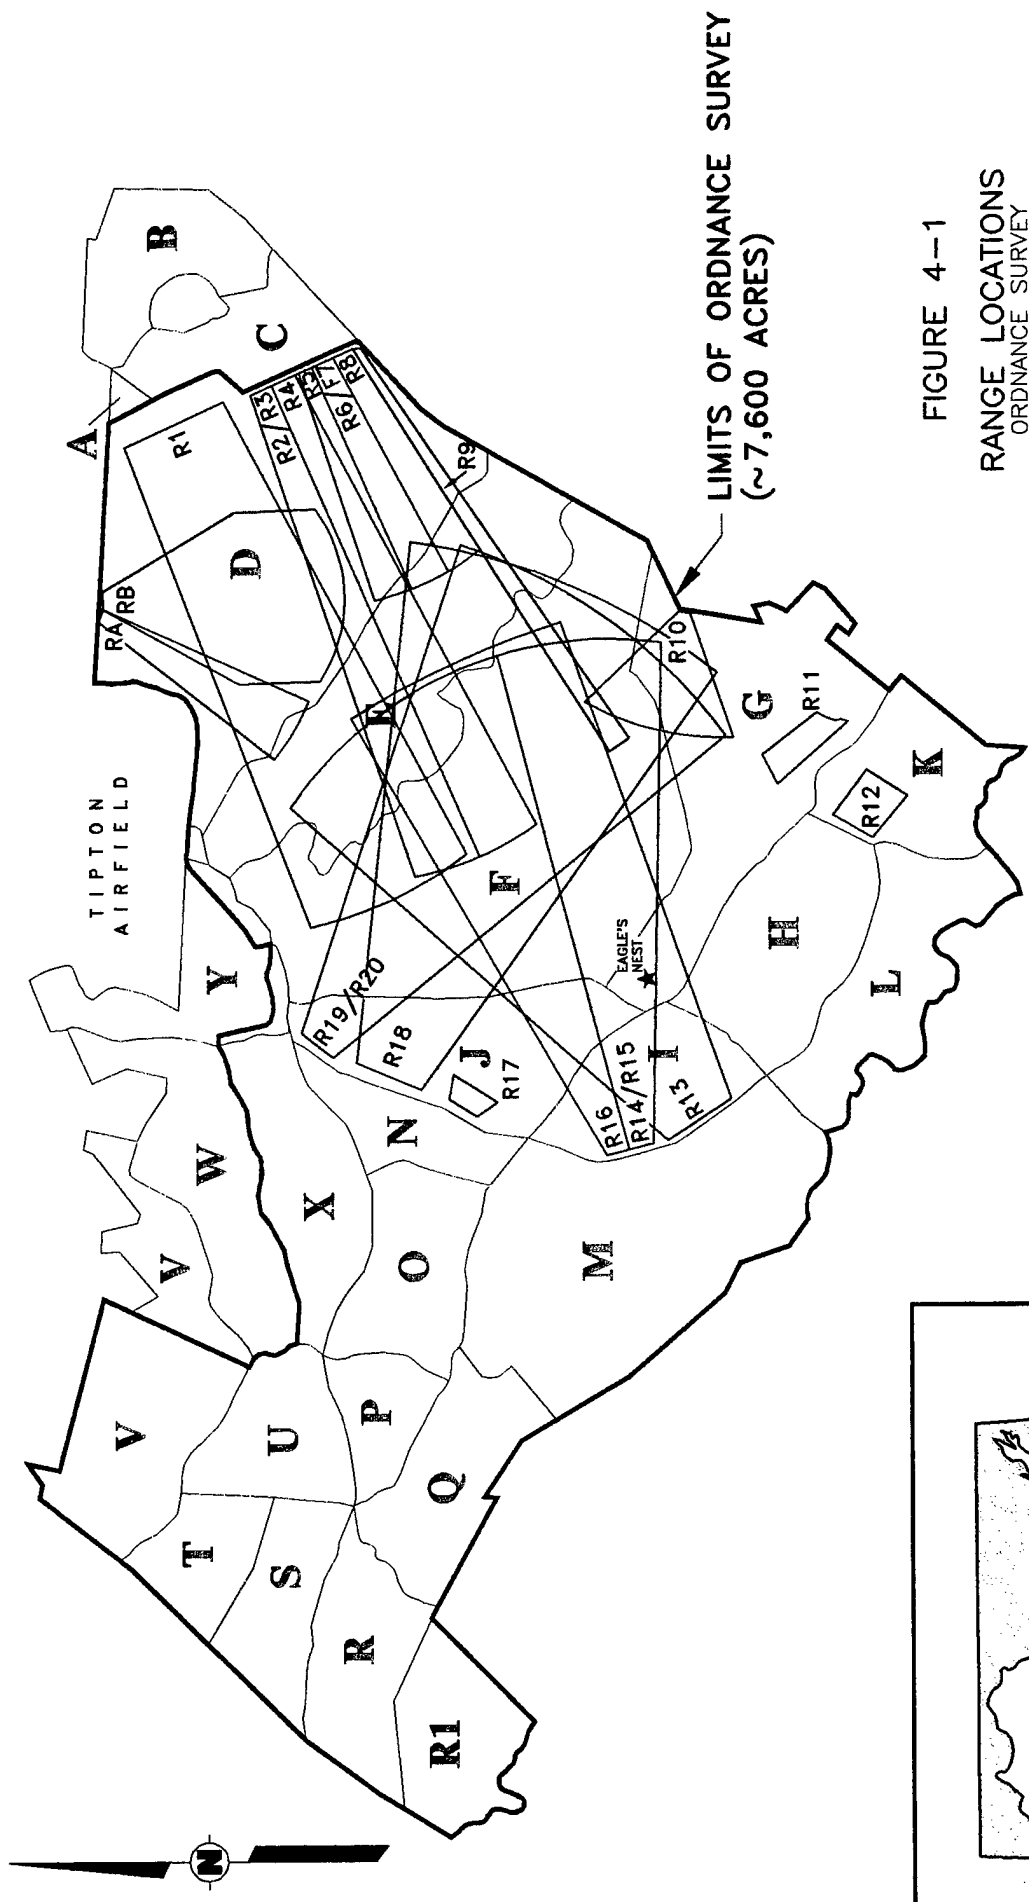 N
TIPTON
AIRFIELD
A
B
C
D
E
F
G
H
I
J
K
L
M
N
O
P
Q
R
R1
S
T
U
V
V
W
X
Y
RA/RB
R1
R2/R3
R4
R6/F7
R8
R9
R10
R11
R12
R13
R14/R15
R16
R17
R18
R19/R20
EAGLE'S
NEST
LIMITS OF ORDNANCE SURVEY
(~7,600 ACRES)
FIGURE 4-1
RANGE LOCATIONS
ORDNANCE SURVEY